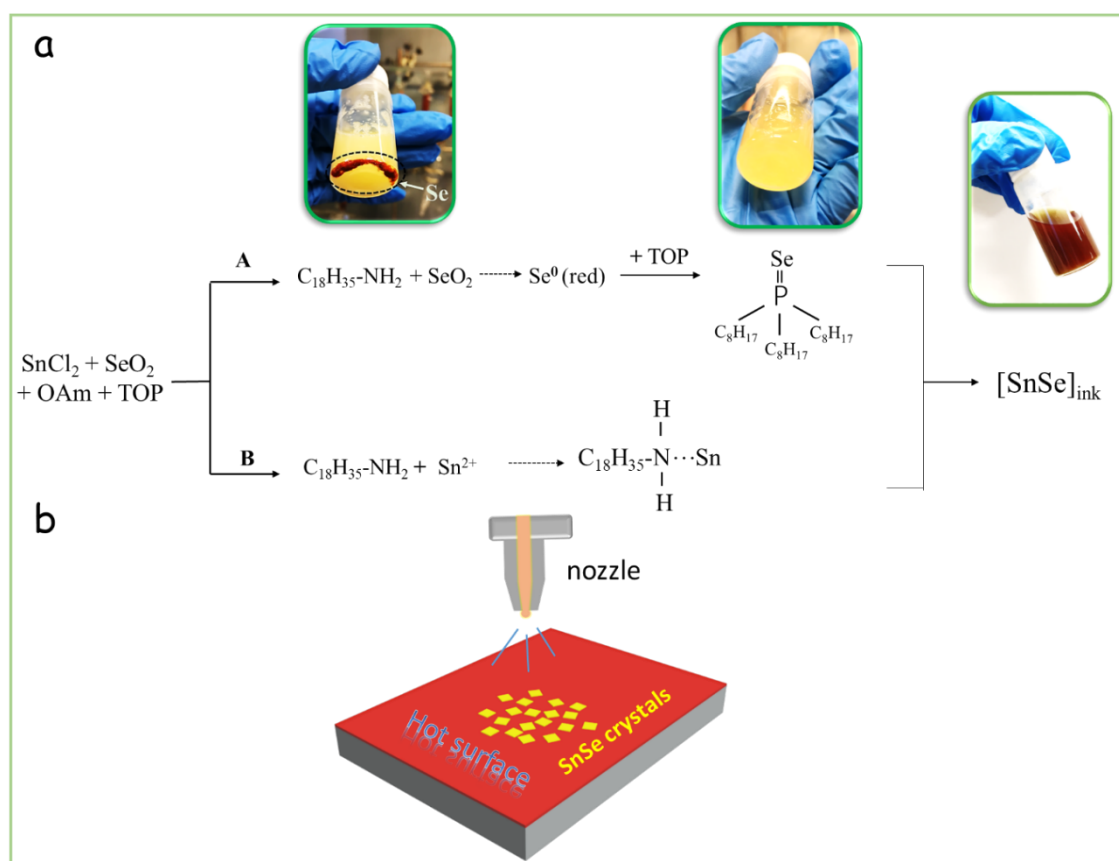 a
Se
A
C₁₈H₃₅-NH₂ + SeO₂
Se⁰ (red)
+ TOP
Se
P
C₈H₁₇
C₈H₁₇
C₈H₁₇
SnCl₂ + SeO₂
+ OAm + TOP
[SnSe]ink
B
C₁₈H₃₅-NH₂ + Sn²⁺
H
C₁₈H₃₅-N···Sn
H
b
nozzle
Hot surface
SnSe crystals